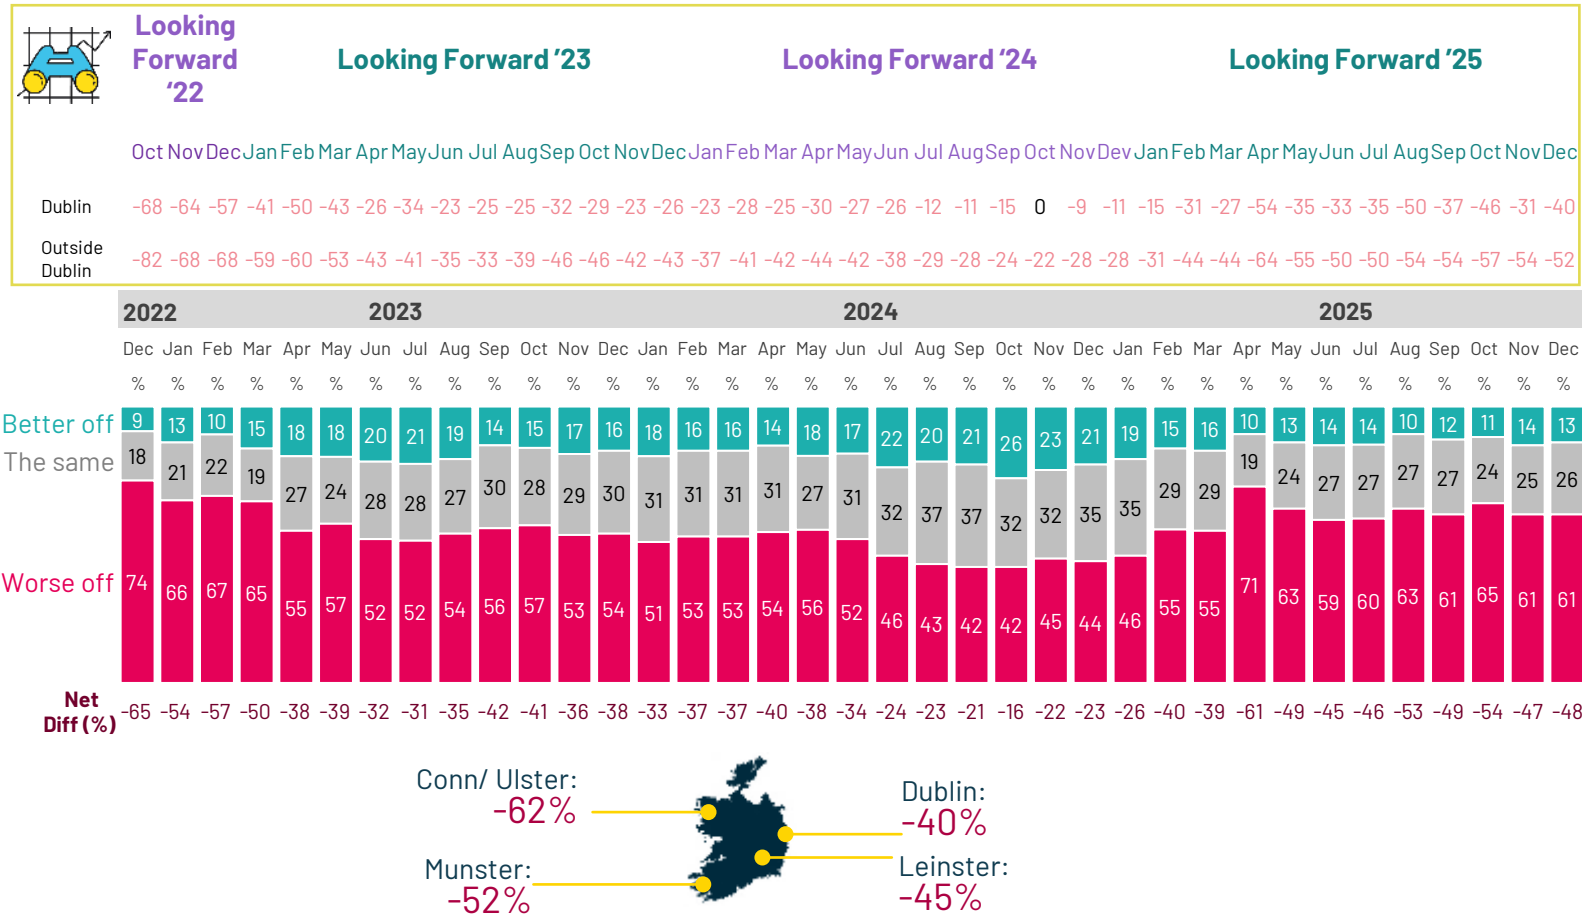 Looking
Forward
‘22
Looking Forward ‘23
Looking Forward ‘24
Looking Forward ‘25
Oct Nov Dec Jan Feb Mar Apr May Jun Jul Aug Sep Oct Nov Dec Jan Feb Mar Apr May Jun Jul Aug Sep Oct Nov Dev Jan Feb Mar Apr May Jun Jul Aug Sep Oct Nov Dec
Dublin -68 -64 -57 -41 -50 -43 -26 -34 -23 -25 -25 -32 -29 -23 -26 -23 -28 -25 -30 -27 -26 -12 -11 -15 0 -9 -11 -15 -31 -27 -54 -35 -33 -35 -50 -37 -46 -31 -40
Outside
Dublin
-82 -68 -68 -59 -60 -53 -43 -41 -35 -33 -39 -46 -46 -42 -43 -37 -41 -42 -44 -42 -38 -29 -28 -24 -22 -28 -28 -31 -44 -44 -64 -55 -50 -50 -54 -54 -57 -54 -52
2022 2023 2024 2025
Dec Jan Feb Mar Apr May Jun Jul Aug Sep Oct Nov Dec Jan Feb Mar Apr May Jun Jul Aug Sep Oct Nov Dec Jan Feb Mar Apr May Jun Jul Aug Sep Oct Nov Dec
% % % % % % % % % % % % % % % % % % % % % % % % % % % % % % % % % % % % %
Better off 9 13 10 15 18 18 20 21 19 14 15 17 16 18 16 16 14 18 17 22 20 21 26 23 21 19 15 16 10 13 14 14 10 12 11 14 13
The same 18 21 22 19 27 24 28 28 27 30 28 29 30 31 31 31 31 27 31 32 37 37 32 32 35 35 29 29 19 24 27 27 27 27 24 25 26
Worse off 74 66 67 65 55 57 52 52 54 56 57 53 54 51 53 53 54 56 52 46 43 42 42 45 44 46 55 55 71 63 59 60 63 61 65 61 61
Net
Diff (%)
-65 -54 -57 -50 -38 -39 -32 -31 -35 -42 -41 -36 -38 -33 -37 -37 -40 -38 -34 -24 -23 -21 -16 -22 -23 -26 -40 -39 -61 -49 -45 -46 -53 -49 -54 -47 -48
Conn/ Ulster:
-62%
Dublin:
-40%
Munster:
-52%
Leinster:
-45%